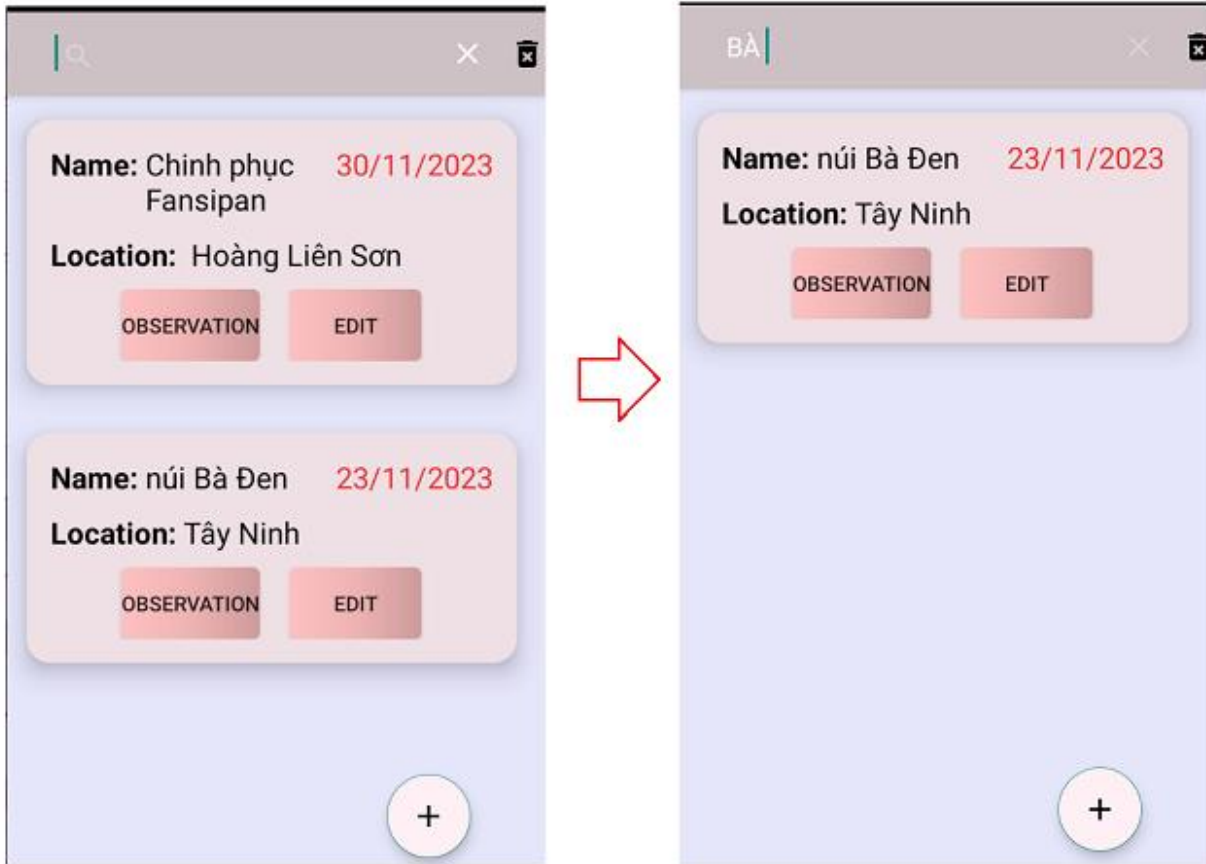 Name: Chinh phục 30/11/2023
Fansipan
Location: Hoàng Liên Sơn
OBSERVATION EDIT
Name: núi Bà Đen 23/11/2023
Location: Tây Ninh
OBSERVATION EDIT
+
BÀ
Name: núi Bà Đen 23/11/2023
Location: Tây Ninh
OBSERVATION EDIT
+